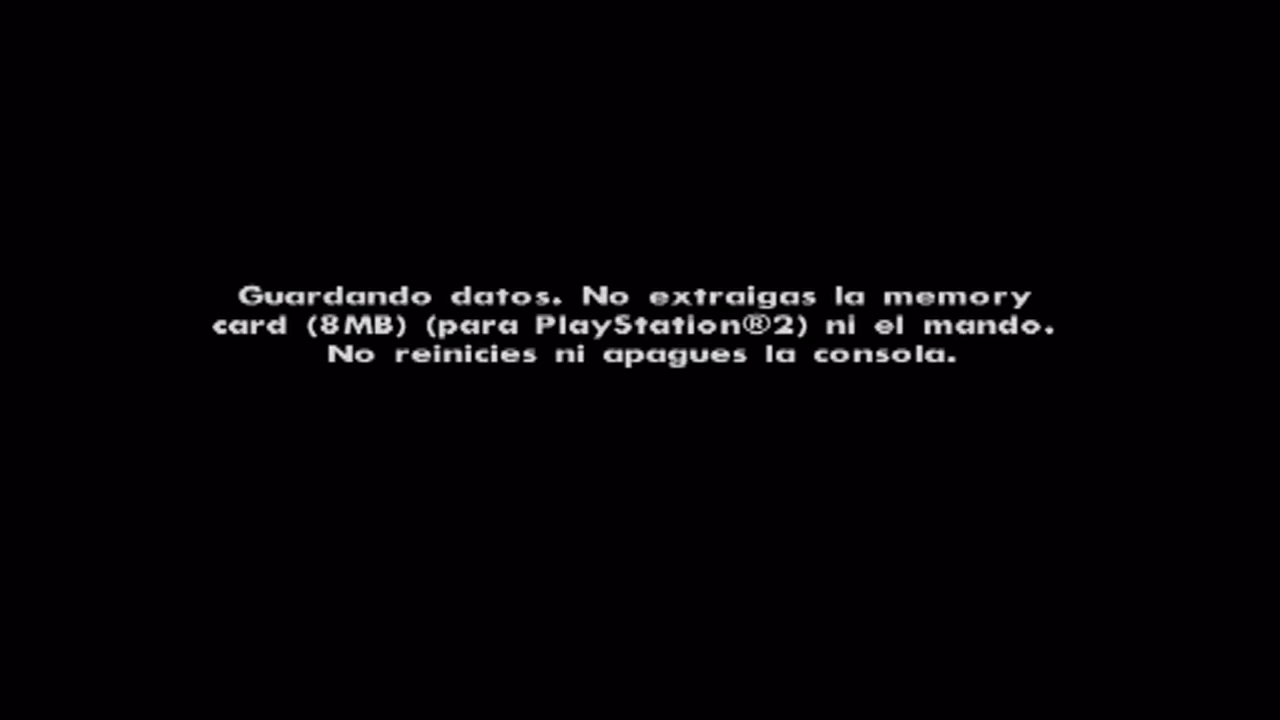 Guardando datos. No extraigas la memory
card (8MB) (para PlayStation®2) ni el mando.
No reinicies ni apagues la consola.